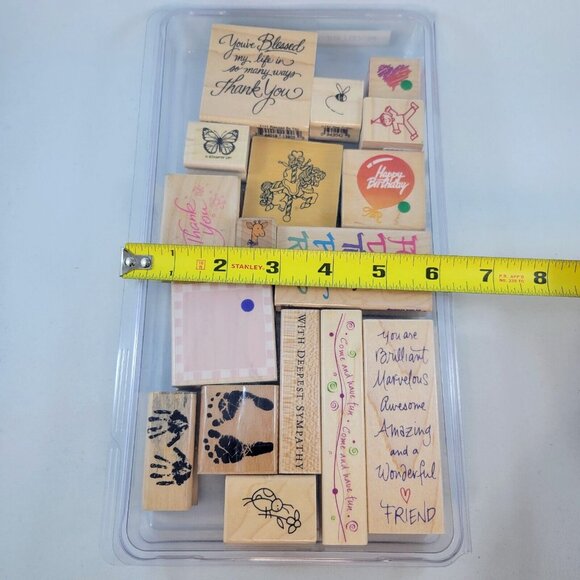 You've Blessed
my life in
so many ways
Thank You
Happy
Birthday
Thank
You
2 STANLEY 3 4 5 6 7 8
WITH DEEPEST SYMPATHY
Come and have fun. Come and have fun.
You are
Brilliant
Marvelous
Awesome
Amazing
and a
Wonderful
FRIEND